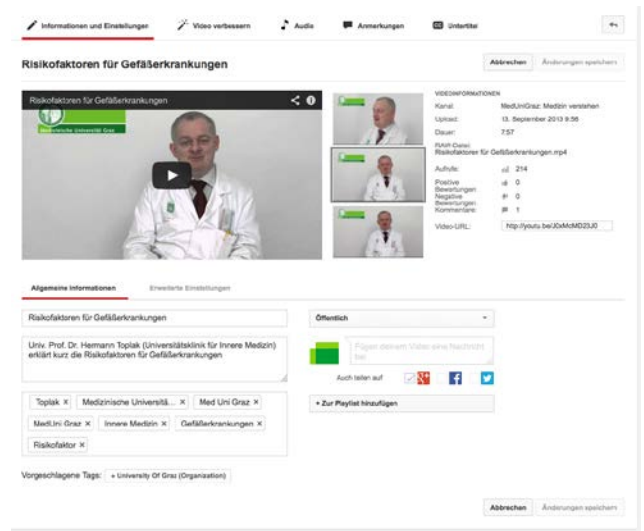 Informationen und Einstellungen
Video verbessern
Audio
Anmerkungen
Untertitel
Risikofaktoren für Gefäßerkrankungen
Abbrechen
Änderungen speichern
Risikofaktoren für Gefäßerkrankungen
Medizinische Universität Graz
VIDEOINFORMATIONEN
Kanal: MedUniGraz: Medizin verstehen
Upload: 13. September 2013 9:56
Dauer: 7:57
RAW-Datei:
Risikofaktoren für Gefäßerkrankungen.mp4
Aufrufe: 214
Positive Bewertungen 0
Negative Bewertungen 0
Kommentare: 1
Video-URL:
Allgemeine Informationen
Erweiterte Einstellungen
Risikofaktoren für Gefäßerkrankungen
Öffentlich
Univ. Prof. Dr. Hermann Toplak (Universitätsklinik für Innere Medizin)
erklärt kurz die Risikofaktoren für Gefäßerkrankungen
Fügen deinem Video eine Nachricht
bei
Auch teilen auf
Toplak × Medizinische Universitä... × Med Uni Graz ×
MedUni Graz × Innere Medizin × Gefäßerkrankungen ×
Risikofaktor ×
+ Zur Playlist hinzufügen
Vorgeschlagene Tags: + University Of Graz (Organization)
Abbrechen
Änderungen speichern